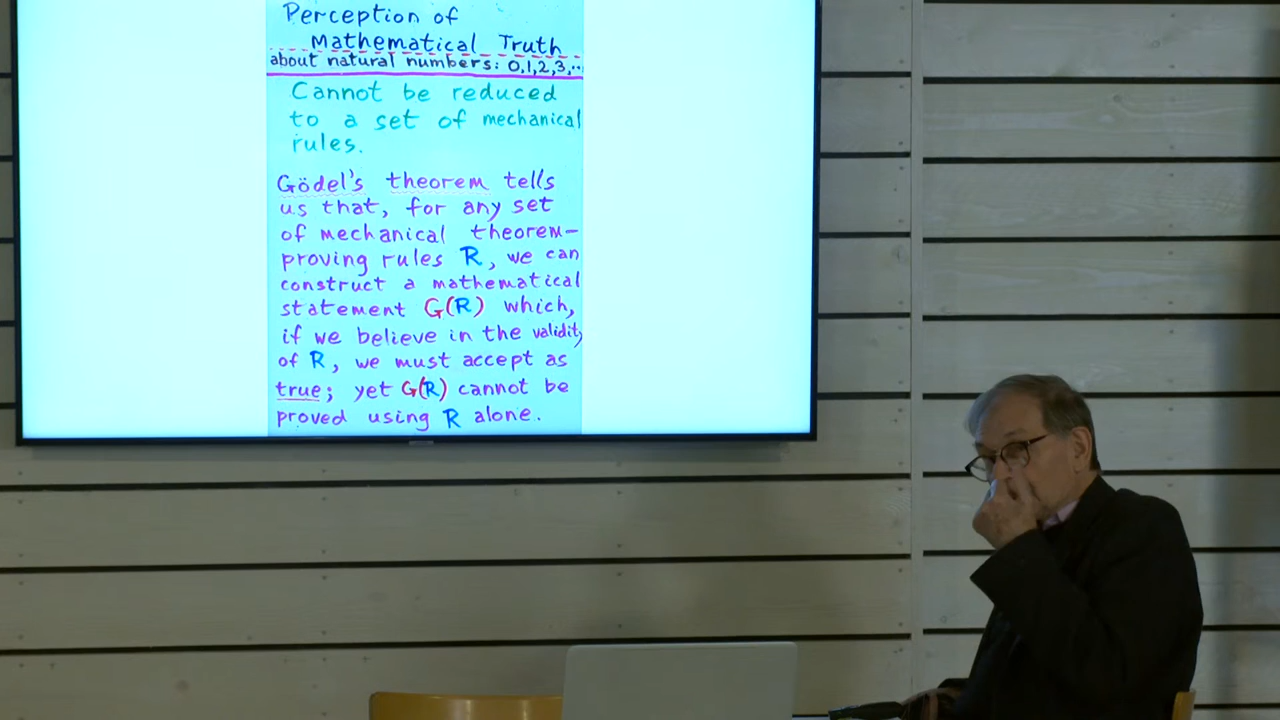 Perception of
Mathematical Truth
about natural numbers: 0,1,2,3,..
Cannot be reduced
to a set of mechanical
rules.
Gödel's theorem tells
us that, for any set
of mechanical theorem-
proving rules R, we can
construct a mathematical
statement G(R) which,
if we believe in the validity
of R, we must accept as
true; yet G(R) cannot be
proved using R alone.